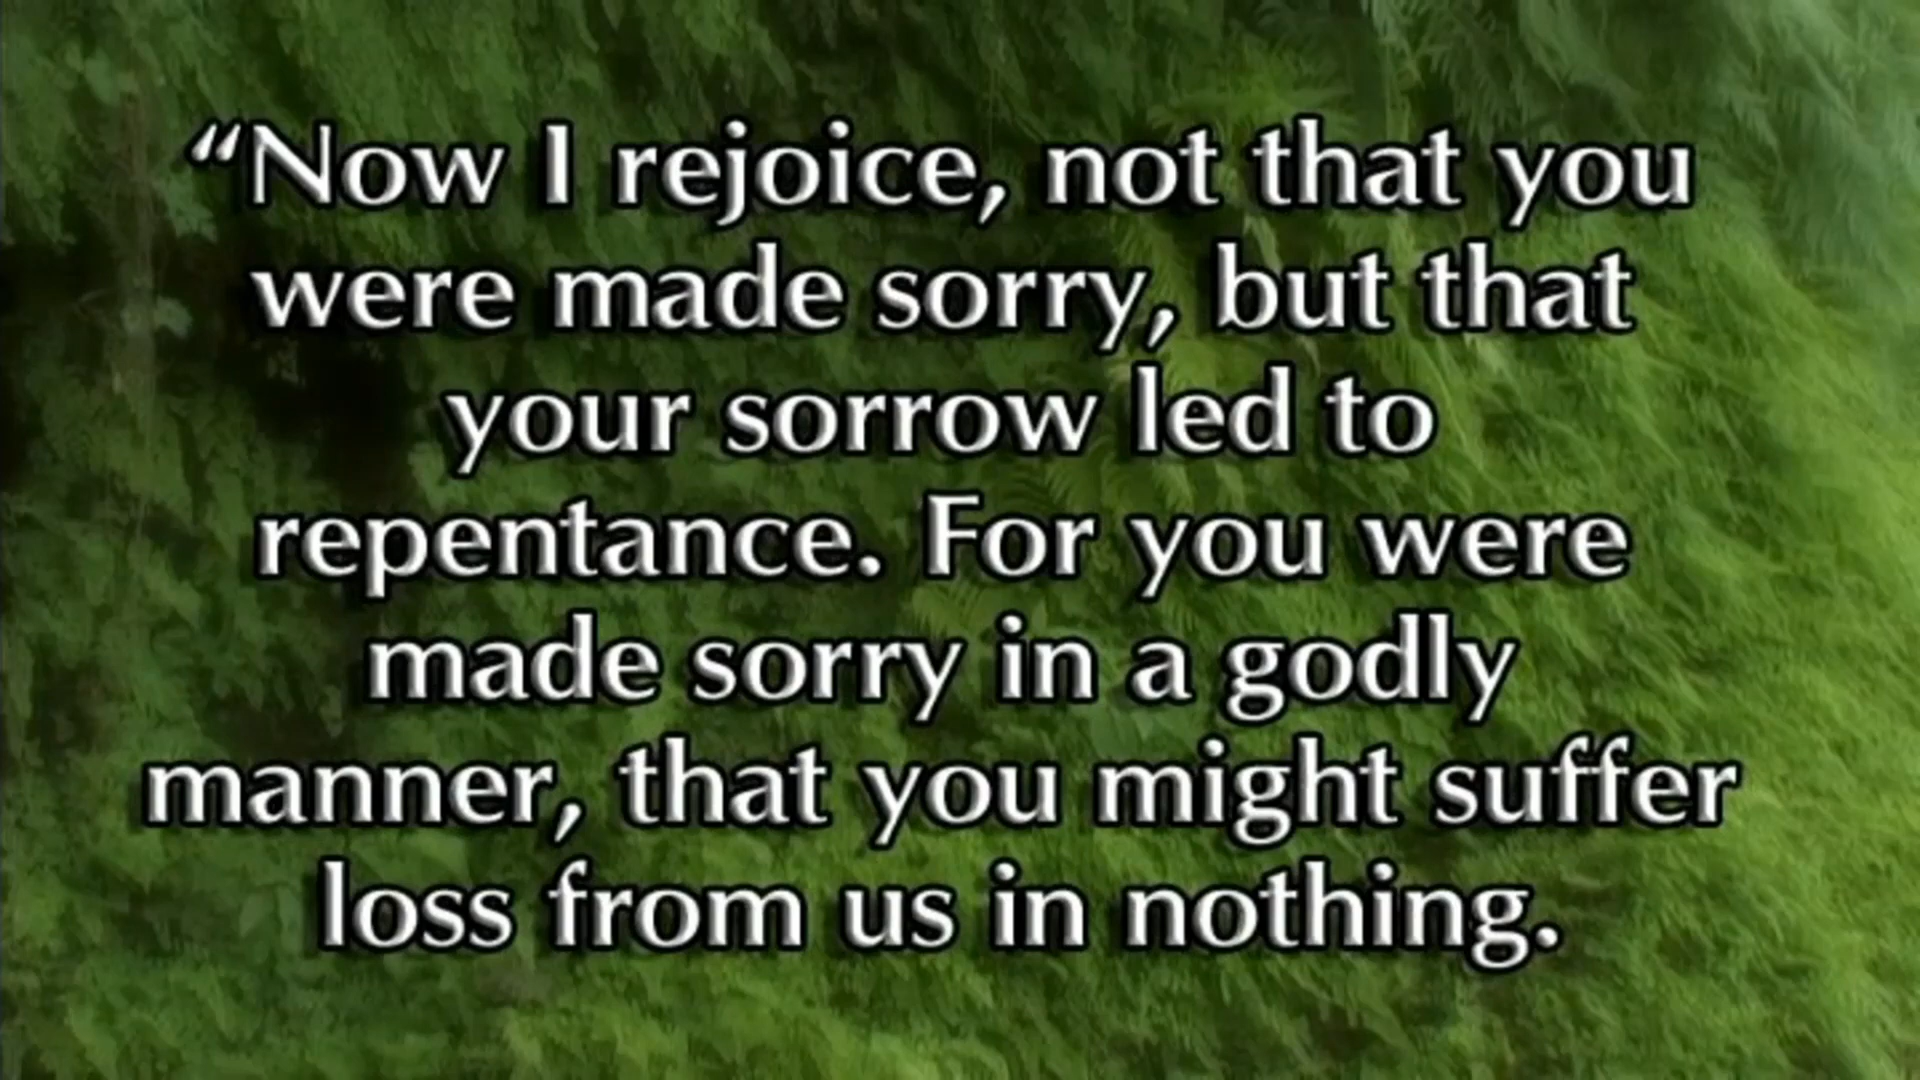 “Now I rejoice, not that you
were made sorry, but that
your sorrow led to
repentance. For you were
made sorry in a godly
manner, that you might suffer
loss from us in nothing.